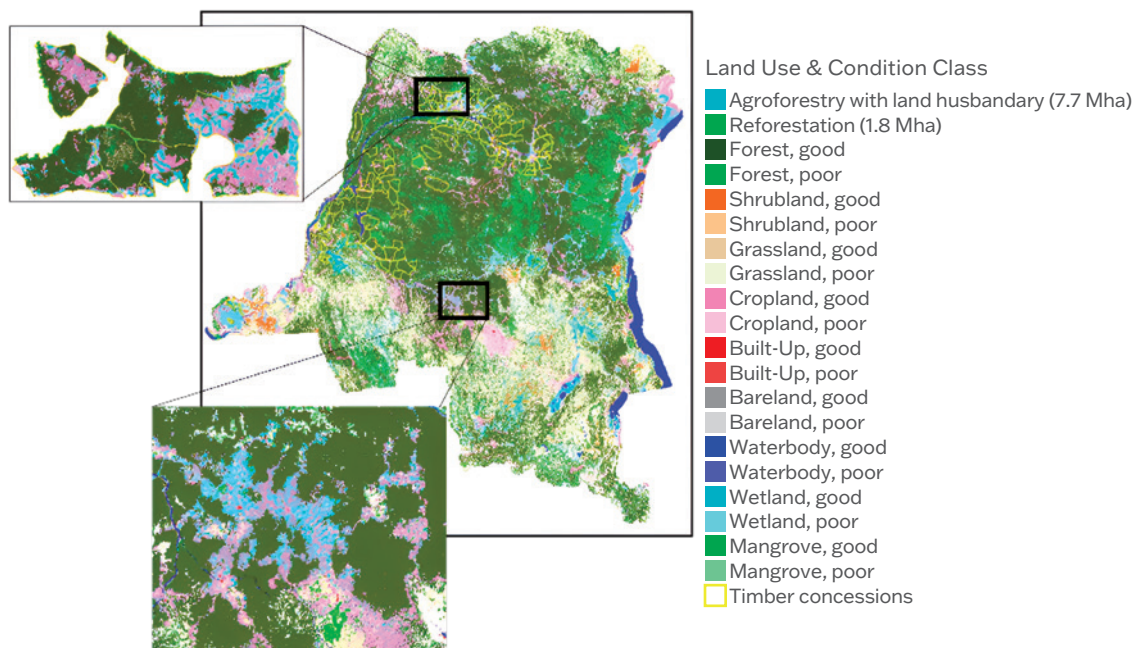 Land Use & Condition Class
Agroforestry with land husbandary (7.7 Mha)
Reforestation (1.8 Mha)
Forest, good
Forest, poor
Shrubland, good
Shrubland, poor
Grassland, good
Grassland, poor
Cropland, good
Cropland, poor
Built-Up, good
Built-Up, poor
Bareland, good
Bareland, poor
Waterbody, good
Waterbody, poor
Wetland, good
Wetland, poor
Mangrove, good
Mangrove, poor
Timber concessions